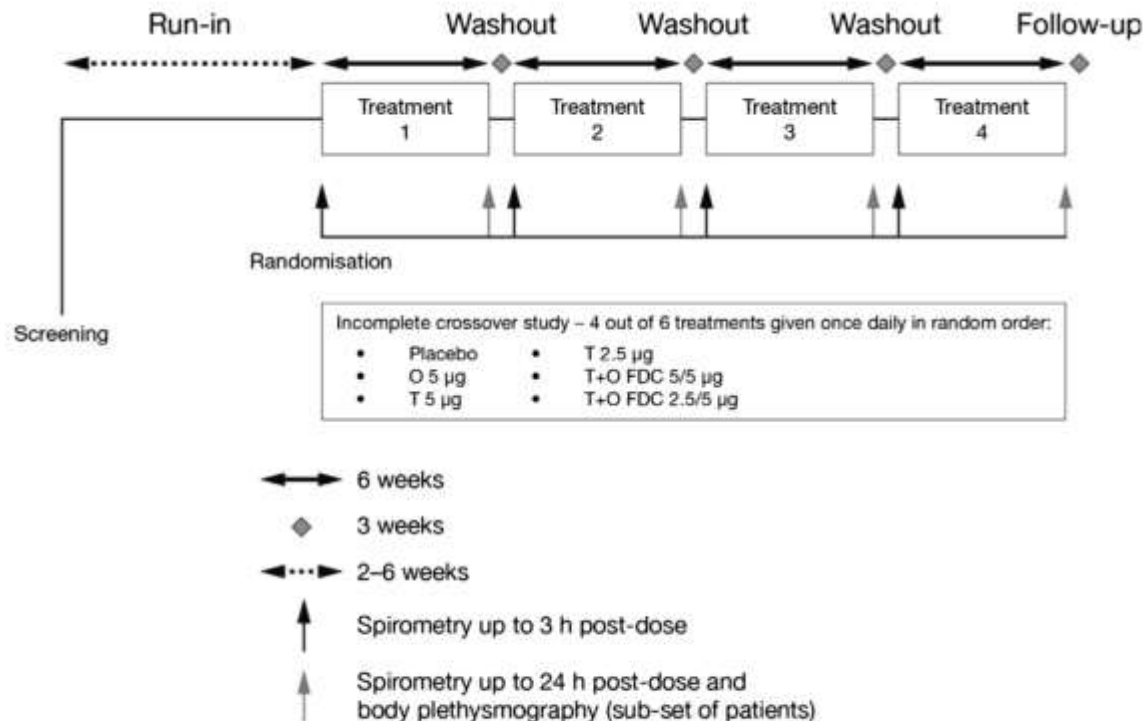 Run-in Washout Washout Washout Follow-up
Treatment 1
Treatment 2
Treatment 3
Treatment 4
Randomisation
Screening
Incomplete crossover study – 4 out of 6 treatments given once daily in random order:
• Placebo • T 2.5 µg
• O 5 µg • T+O FDC 5/5 µg
• T 5 µg • T+O FDC 2.5/5 µg
6 weeks
3 weeks
2–6 weeks
Spirometry up to 3 h post-dose
Spirometry up to 24 h post-dose and
body plethysmography (sub-set of patients)